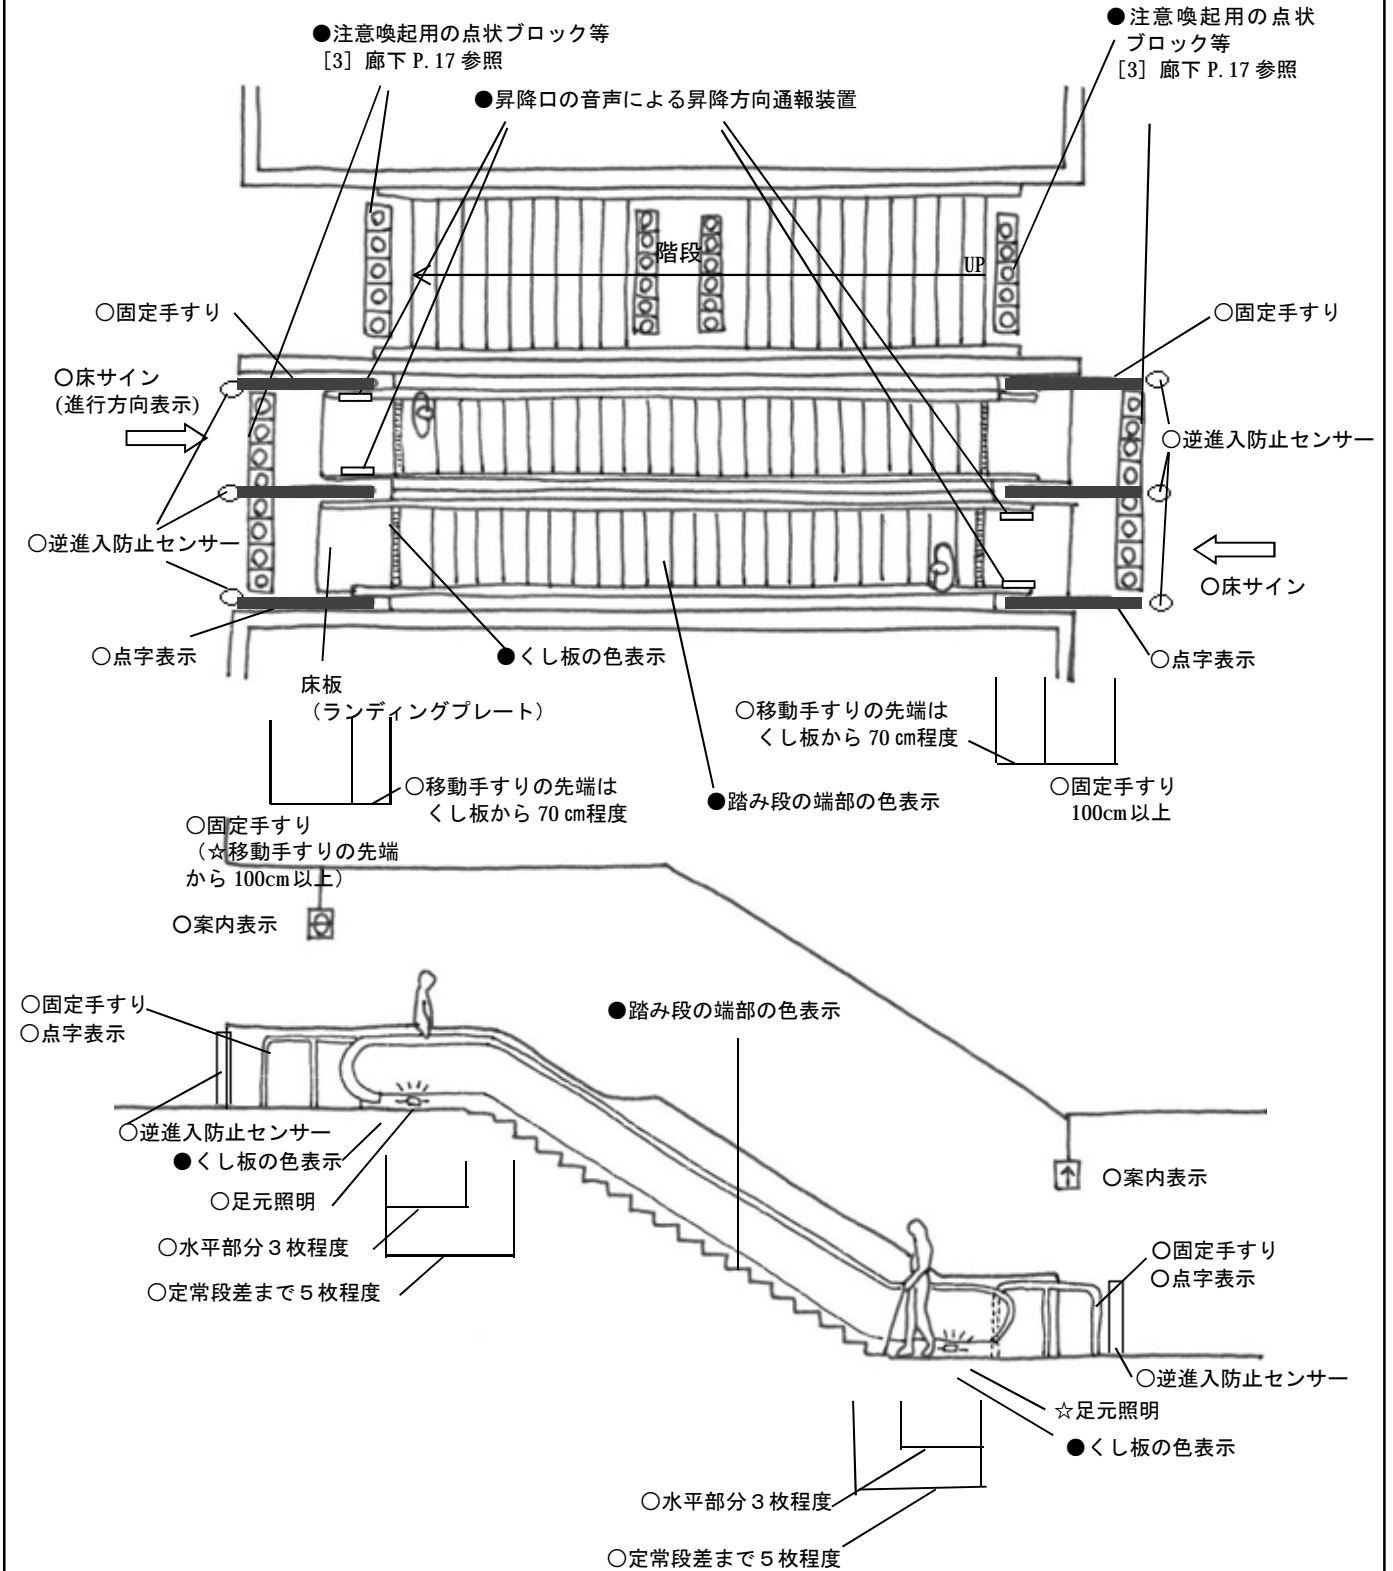 ●注意喚起用の点状ブロック等
［3］廊下 P. 17 参照
●注意喚起用の点状
ブロック等
［3］廊下 P. 17 参照
●昇降口の音声による昇降方向通報装置
階段
UP
○固定手すり
○固定手すり
○床サイン
(進行方向表示)
○逆進入防止センサー
○逆進入防止センサー
○床サイン
○点字表示
●くし板の色表示
○点字表示
床板
（ランディングプレート）
○移動手すりの先端は
くし板から 70 ㎝程度
○移動手すりの先端は
くし板から 70 ㎝程度
●踏み段の端部の色表示
○固定手すり
100cm以上
○固定手すり
（☆移動手すりの先端
から 100cm以上）
○案内表示
○固定手すり
○点字表示
●踏み段の端部の色表示
○逆進入防止センサー
●くし板の色表示
○足元照明
○案内表示
○水平部分３枚程度
○定常段差まで５枚程度
○固定手すり
○点字表示
○逆進入防止センサー
☆足元照明
●くし板の色表示
○水平部分３枚程度
○定常段差まで５枚程度